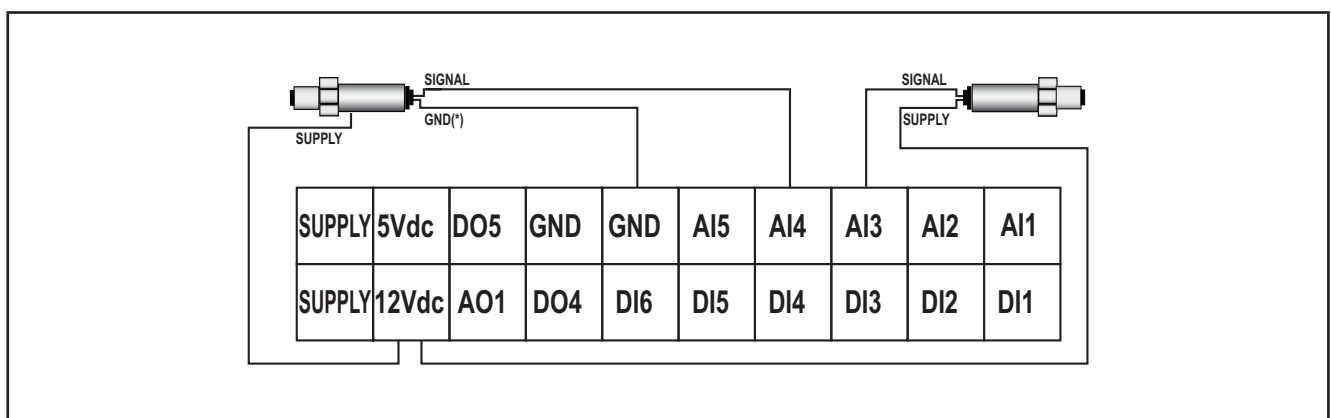 SIGNAL
GND(*)
SUPPLY
SIGNAL
SUPPLY
SUPPLY 5Vdc DO5 GND GND AI5 AI4 AI3 AI2 AI1
SUPPLY 12Vdc AO1 DO4 DI6 DI5 DI4 DI3 DI2 DI1